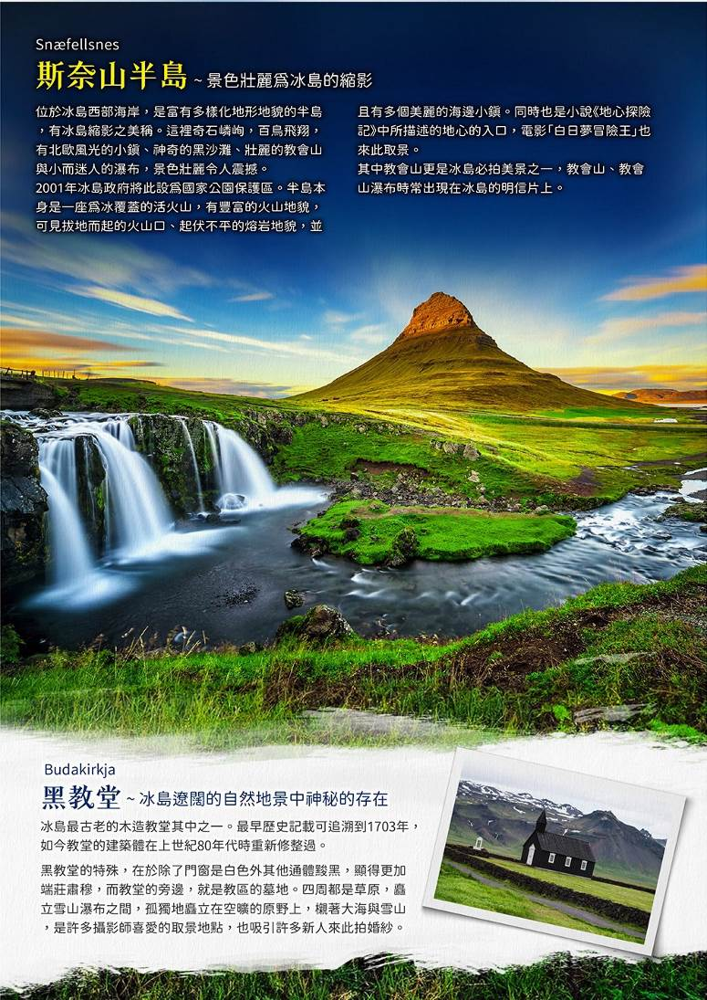 Snæfellsnes
斯奈山半島 ~ 景色壯麗爲冰島的縮影
位於冰島西部海岸，是富有多樣化地形地貌的半島
，有冰島縮影之美稱。這裡奇石嶙峋，百鳥飛翔，
有北歐風光的小鎮、神奇的黑沙灘、壯麗的教會山
與小而迷人的瀑布，景色壯麗令人震撼。
2001年冰島政府將此設爲國家公園保護區。半島本
身是一座爲冰覆蓋的活火山，有豐富的火山地貌，
可見拔地而起的火山口、起伏不平的熔岩地貌，並
且有多個美麗的海邊小鎮。同時也是小說《地心探險
記》中所描述的地心的入口，電影「白日夢冒險王」也
來此取景。
其中教會山更是冰島必拍美景之一，教會山、教會
山瀑布時常出現在冰島的明信片上。
Budakirkja
黑教堂 ~ 冰島遼闊的自然地景中神秘的存在
冰島最古老的木造教堂其中之一。最早歷史記載可追溯到1703年，
如今教堂的建築體在上世紀80年代時重新修整過。
黑教堂的特殊，在於除了門窗是白色外其他通體黢黑，顯得更加
端莊肅穆，而教堂的旁邊，就是教區的墓地。四周都是草原，矗
立雪山瀑布之間，孤獨地矗立在空曠的原野上，襯著大海與雪山
，是許多攝影師喜愛的取景地點，也吸引許多新人來此拍婚紗。